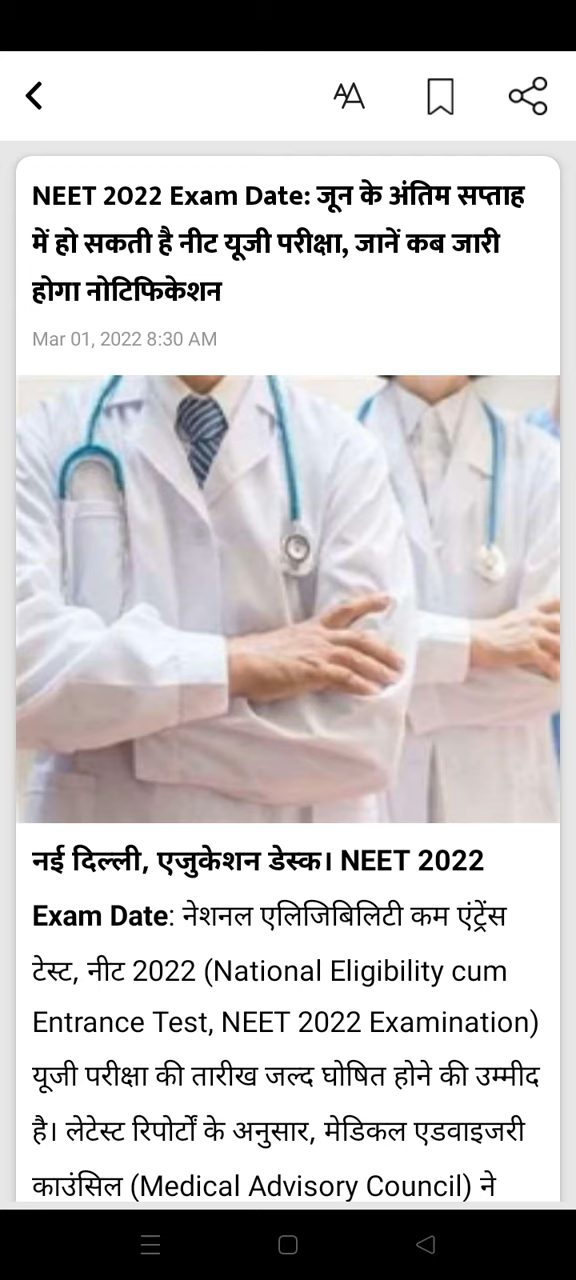 NEET 2022 Exam Date: जून के अंतिम सप्ताह
में हो सकती है नीट यूजी परीक्षा, जानें कब जारी
होगा नोटिफिकेशन
Mar 01, 2022 8:30 AM
नई दिल्ली, एजुकेशन डेस्क। NEET 2022
Exam Date: नेशनल एलिजिबिलिटी कम एंट्रेंस
टेस्ट, नीट 2022 (National Eligibility cum
Entrance Test, NEET 2022 Examination)
यूजी परीक्षा की तारीख जल्द घोषित होने की उम्मीद
है। लेटेस्ट रिपोर्टों के अनुसार, मेडिकल एडवाइजरी
काउंसिल (Medical Advisory Council) ने